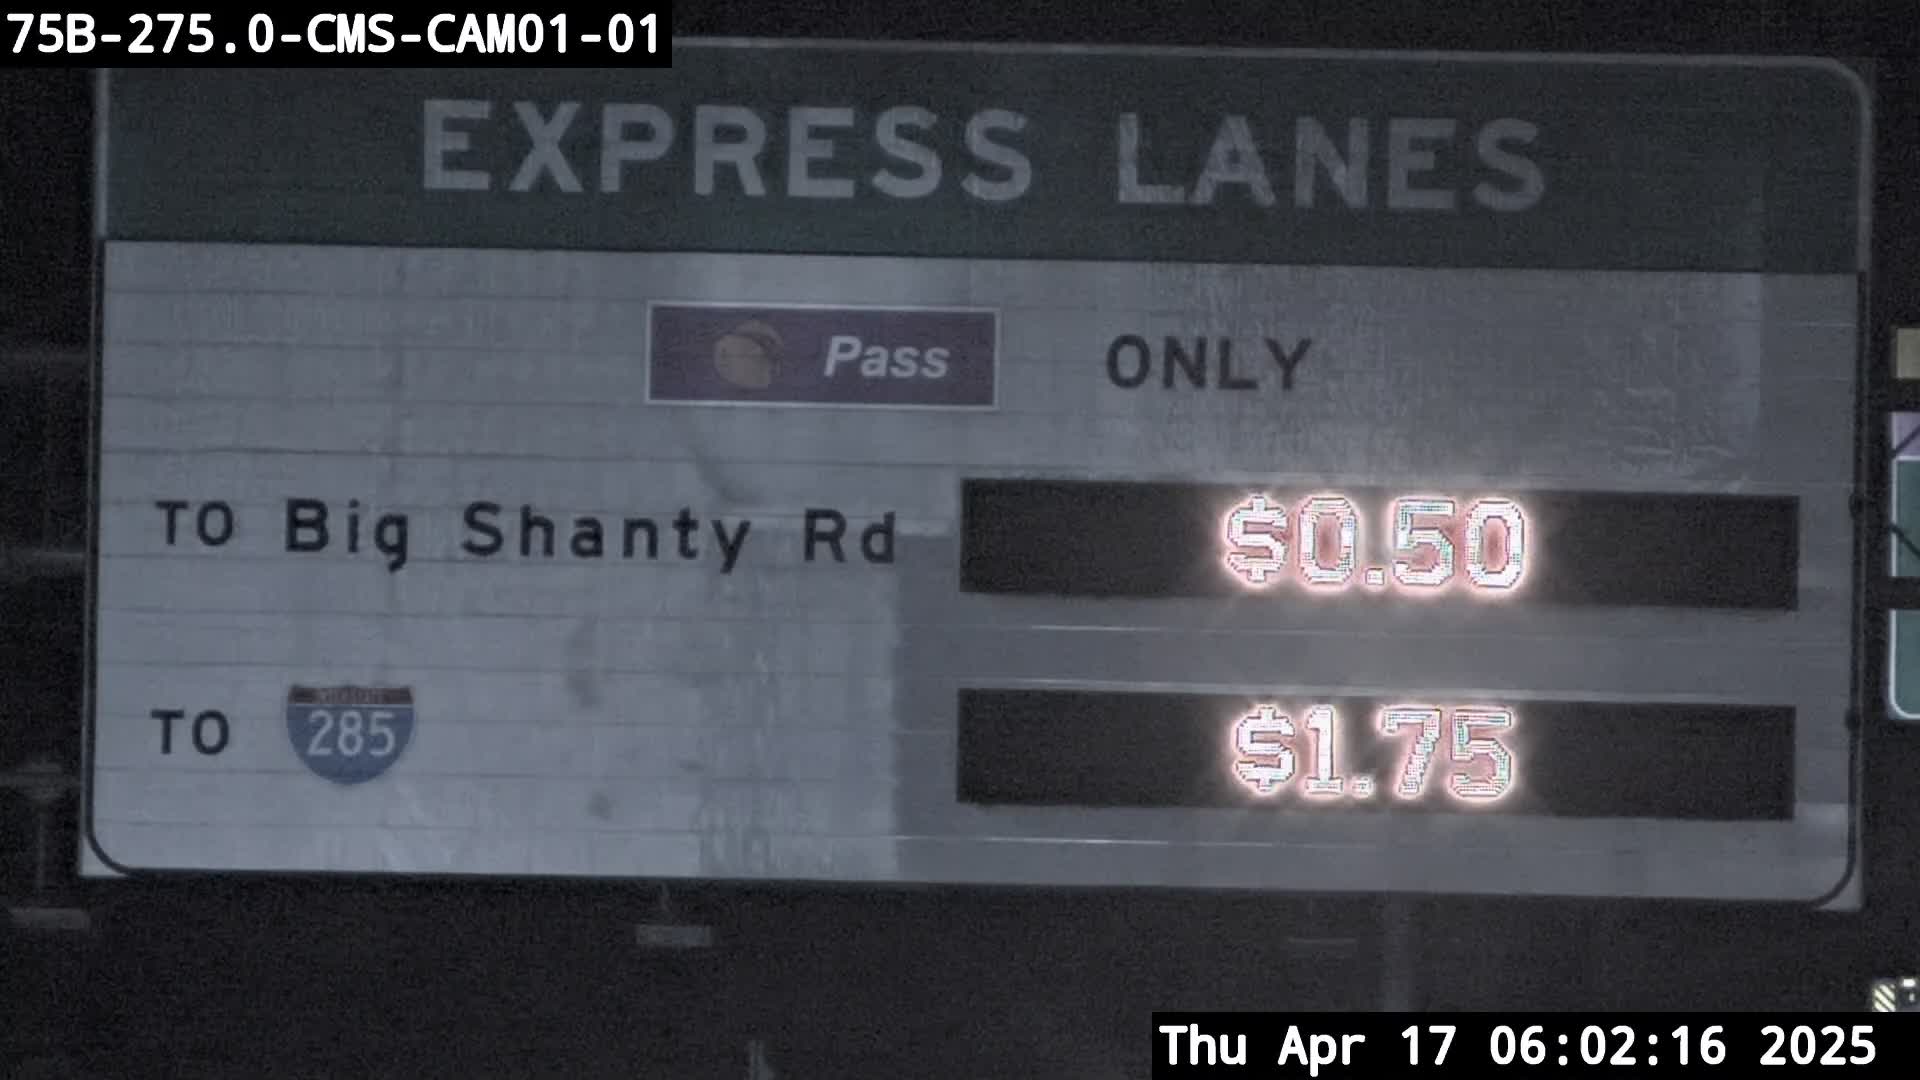 75B-275.0-CMS-CAM01-01
EXPRESS LANES
Pass ONLY
TO Big Shanty Rd $0.50
INTERSTATE
TO 285 $1.75
Thu Apr 17 06:02:16 2025